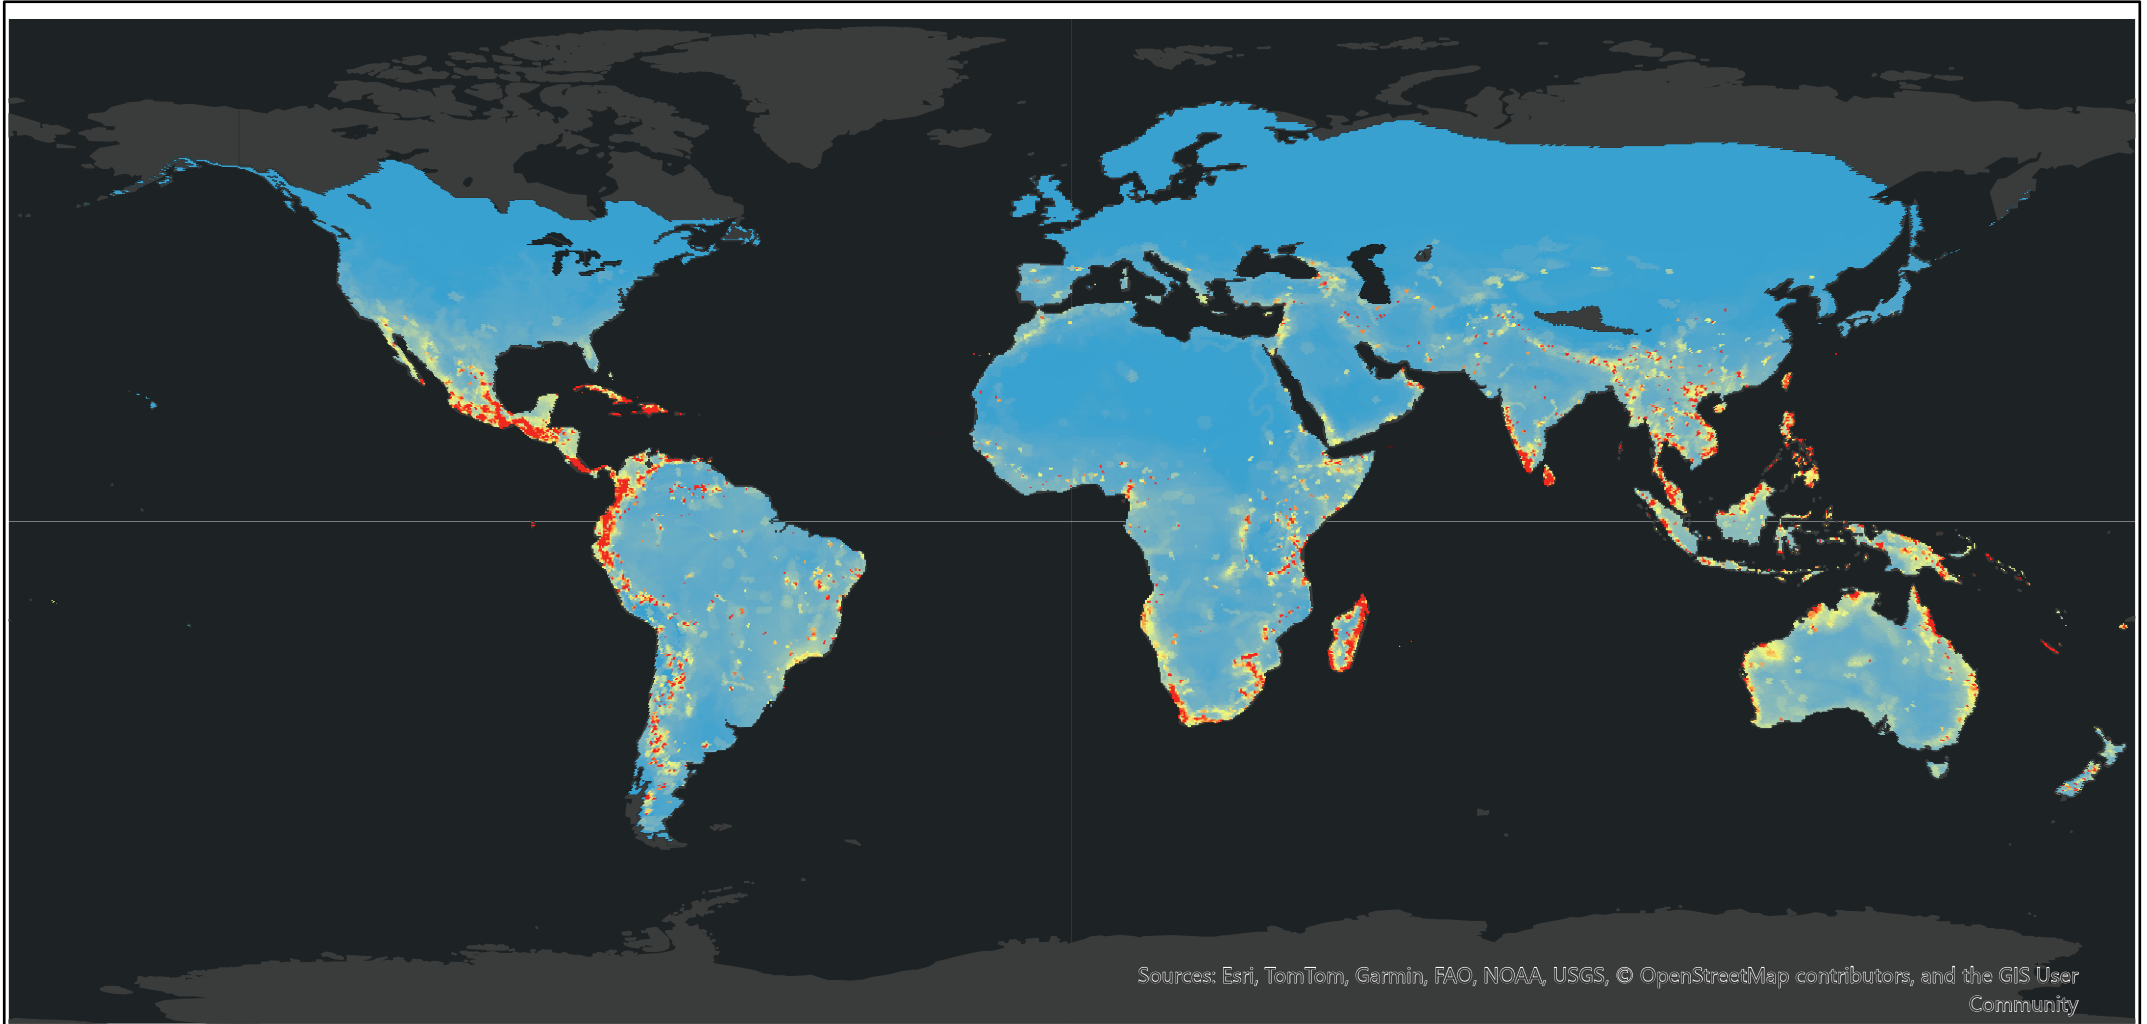 Sources: Esri, TomTom, Garmin, FAO, NOAA, USGS, © OpenStreetMap contributors, and the GIS User
Community